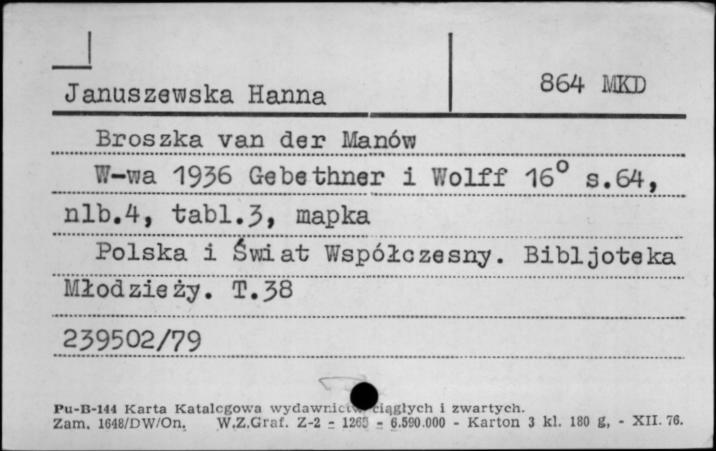 Januszewska Hanna
864 MKD
Broszka van der Manów
W-wa 1936 Gebethner i Wolff 16° s.64,
nlb.4, tabl.3, mapka
Polska i Świat Współczesny. Bibljoteka
Młodzieży. T.38
239502/79
Pu-B-144 Karta Katalogowa wydawnictw ciągłych i zwartych.
Zam. 1648/DW/On. W.Z.Graf. Z-2 - 1265 - 6.590.000 - Karton 3 kl. 180 g, - XII. 76.